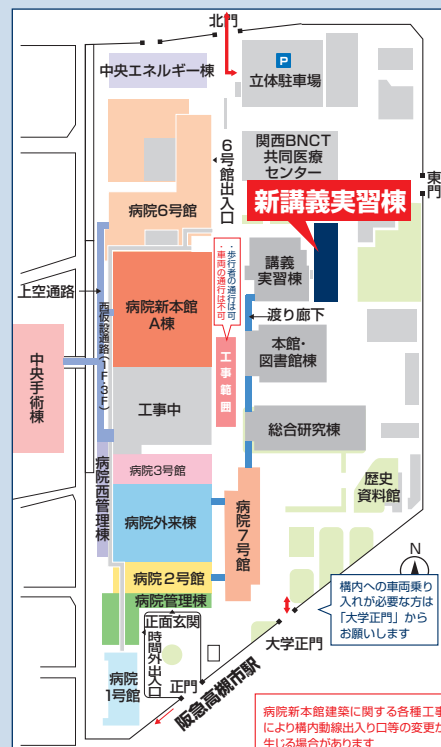 北門
中央エネルギー棟
P
立体駐車場
6号館出入口
関西BNCT
共同医療
センター
東門
新講義実習棟
病院6号館
講義
実習棟
上空通路
西仮設通路(1F・3F)
病院新本館
A棟
・歩行者の通行は可
・車両の通行は不可
渡り廊下
中央手術棟
工事範囲
本館・
図書館棟
工事中
総合研究棟
病院西管理棟
病院3号館
歴史
資料館
病院外来棟
病院7号館
N
病院2号館
病院管理棟
構内への車両乗り
入れが必要な方は
「大学正門」から
お願いします
正面玄関
時間外出入口
大学正門
病院
1号館
正門
阪急高槻市駅
病院新本館建築に関する各種工事
により構内動線出入り口等の変更が
生じる場合があります